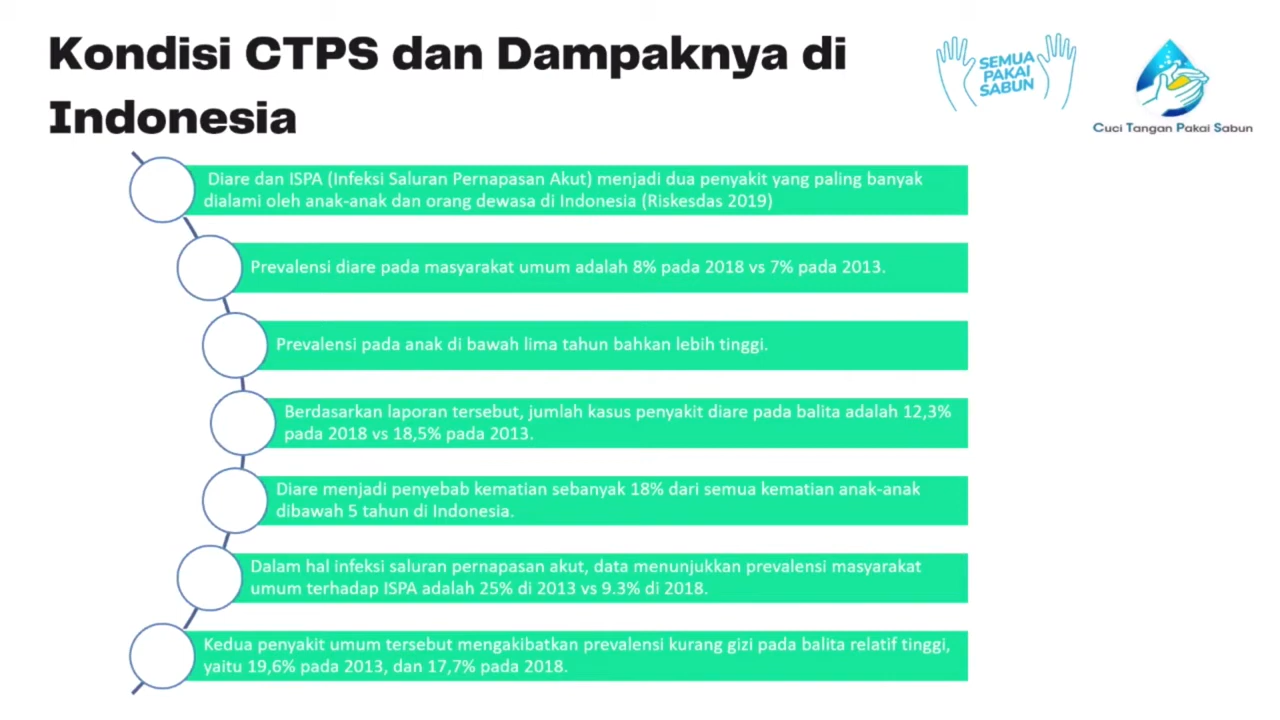 Kondisi CTPS dan Dampaknya di
Indonesia
SEMUA
PAKAI
SABUN
Cuci Tangan Pakai Sabun
Diare dan ISPA (Infeksi Saluran Pernapasan Akut) menjadi dua penyakit yang paling banyak
dialami oleh anak-anak dan orang dewasa di Indonesia (Riskesdas 2019)
Prevalensi diare pada masyarakat umum adalah 8% pada 2018 vs 7% pada 2013.
Prevalensi pada anak di bawah lima tahun bahkan lebih tinggi.
Berdasarkan laporan tersebut, jumlah kasus penyakit diare pada balita adalah 12,3%
pada 2018 vs 18,5% pada 2013.
Diare menjadi penyebab kematian sebanyak 18% dari semua kematian anak-anak
dibawah 5 tahun di Indonesia.
Dalam hal infeksi saluran pernapasan akut, data menunjukkan prevalensi masyarakat
umum terhadap ISPA adalah 25% di 2013 vs 9.3% di 2018.
Kedua penyakit umum tersebut mengakibatkan prevalensi kurang gizi pada balita relatif tinggi,
yaitu 19,6% pada 2013, dan 17,7% pada 2018.